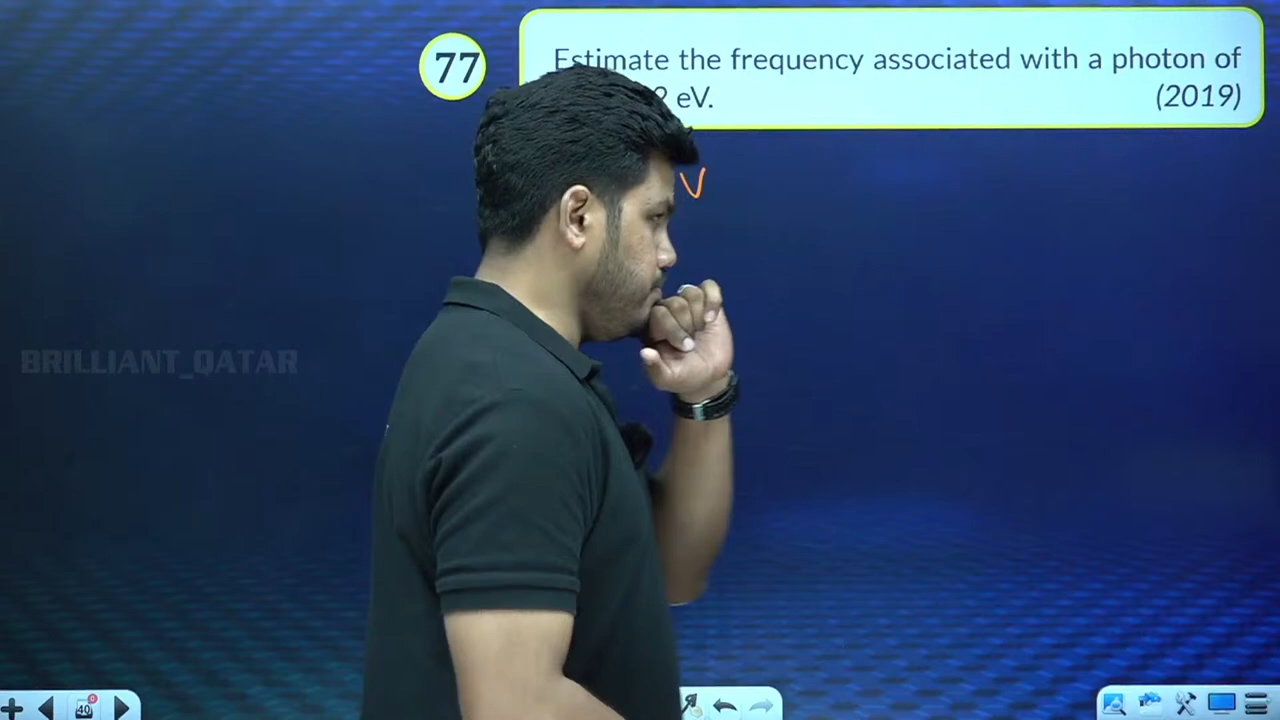 77
Estimate the frequency associated with a photon of
eV.
(2019)
ν
BRILLIANT_QATAR
40